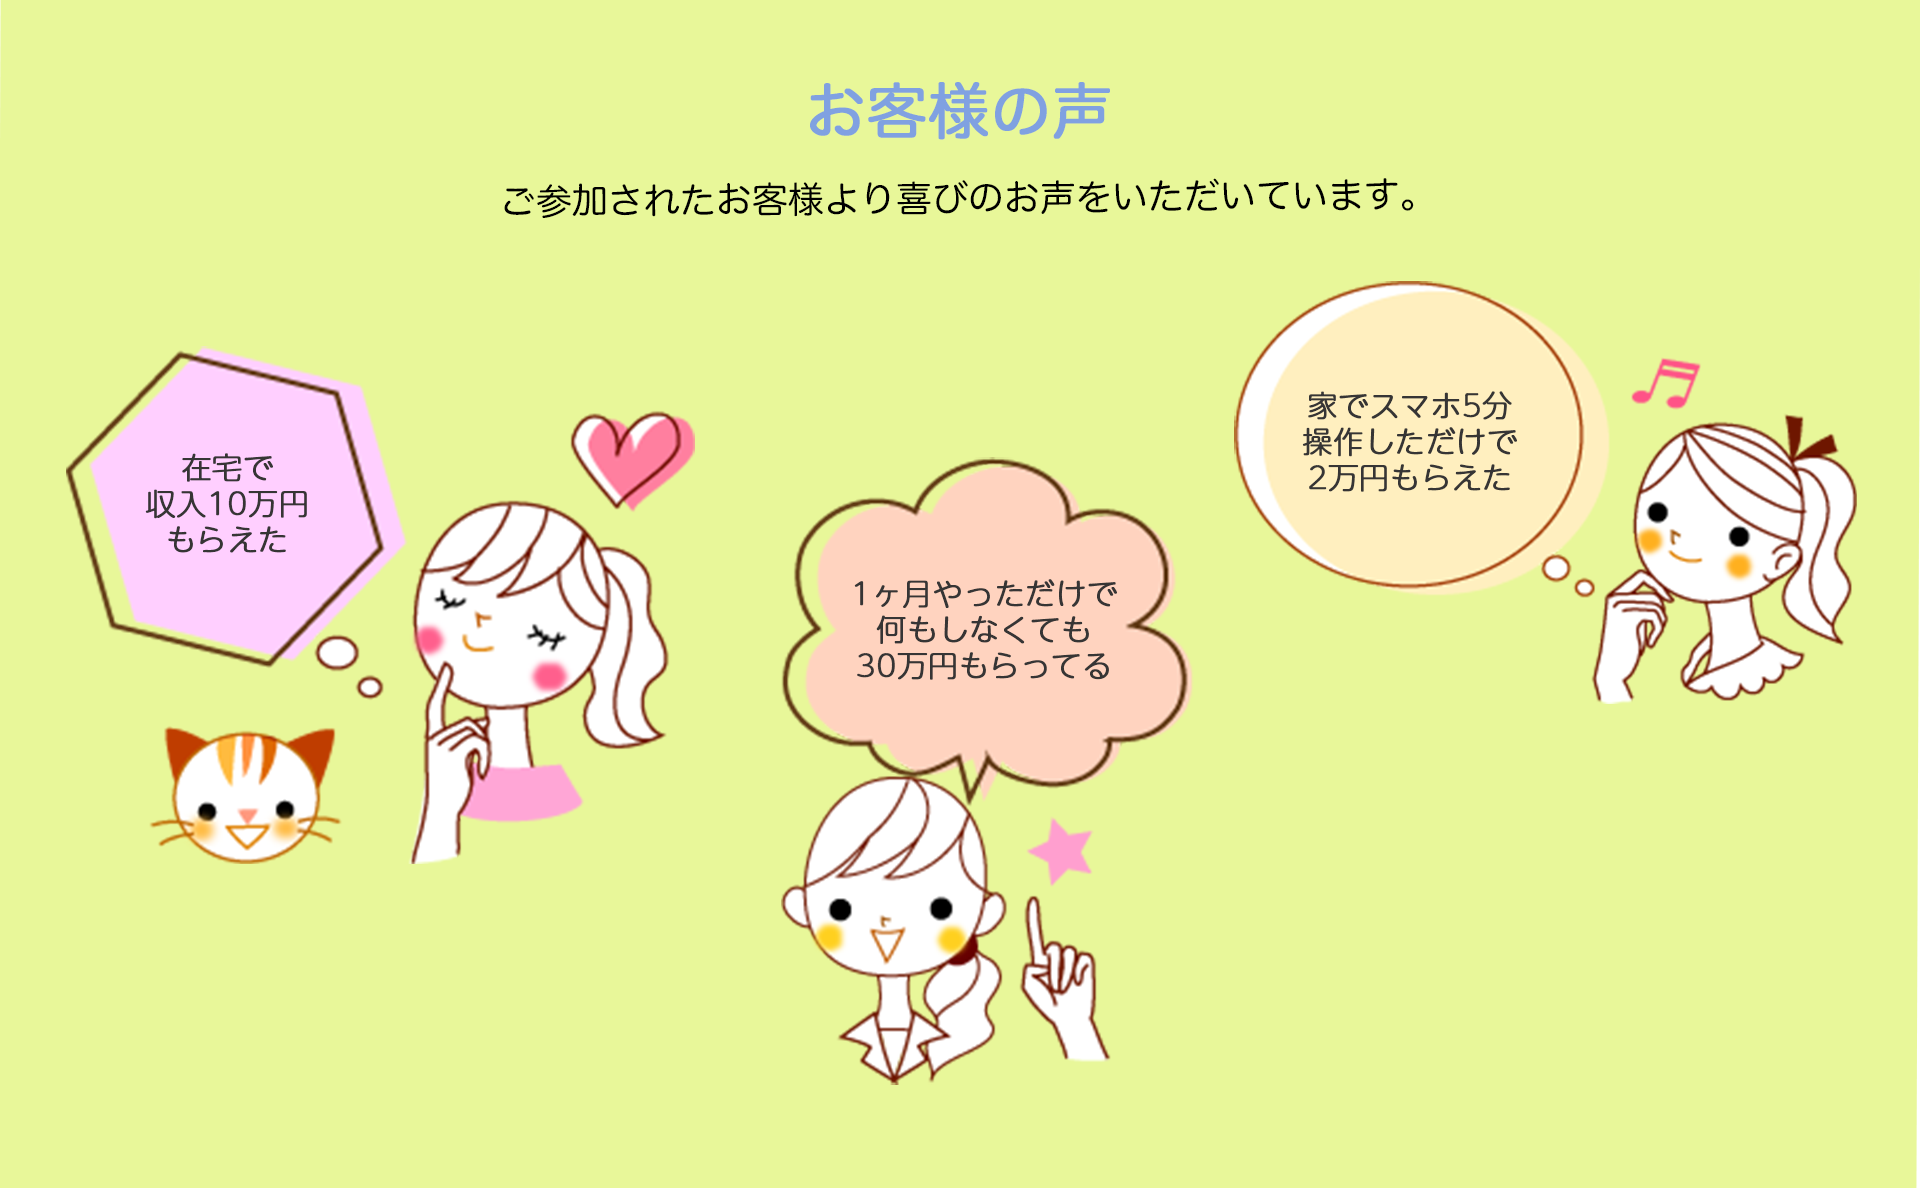 お客様の声
ご参加されたお客様より喜びのお声をいただいています。
在宅で
収入10万円
もらえた
1ヶ月やっただけで
何もしなくても
30万円もらってる
家でスマホ5分
操作しただけで
2万円もらえた